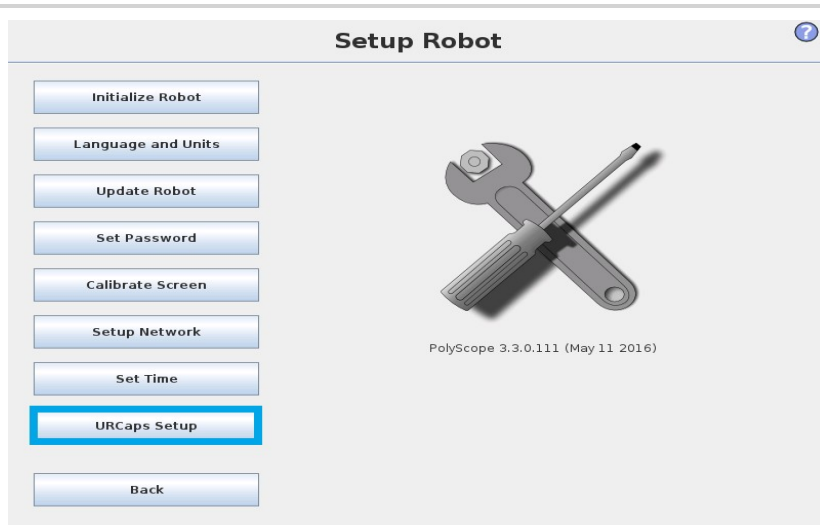 Setup Robot
?
Initialize Robot
Language and Units
Update Robot
Set Password
Calibrate Screen
Setup Network
Set Time
URCaps Setup
Back
PolyScope 3.3.0.111 (May 11 2016)